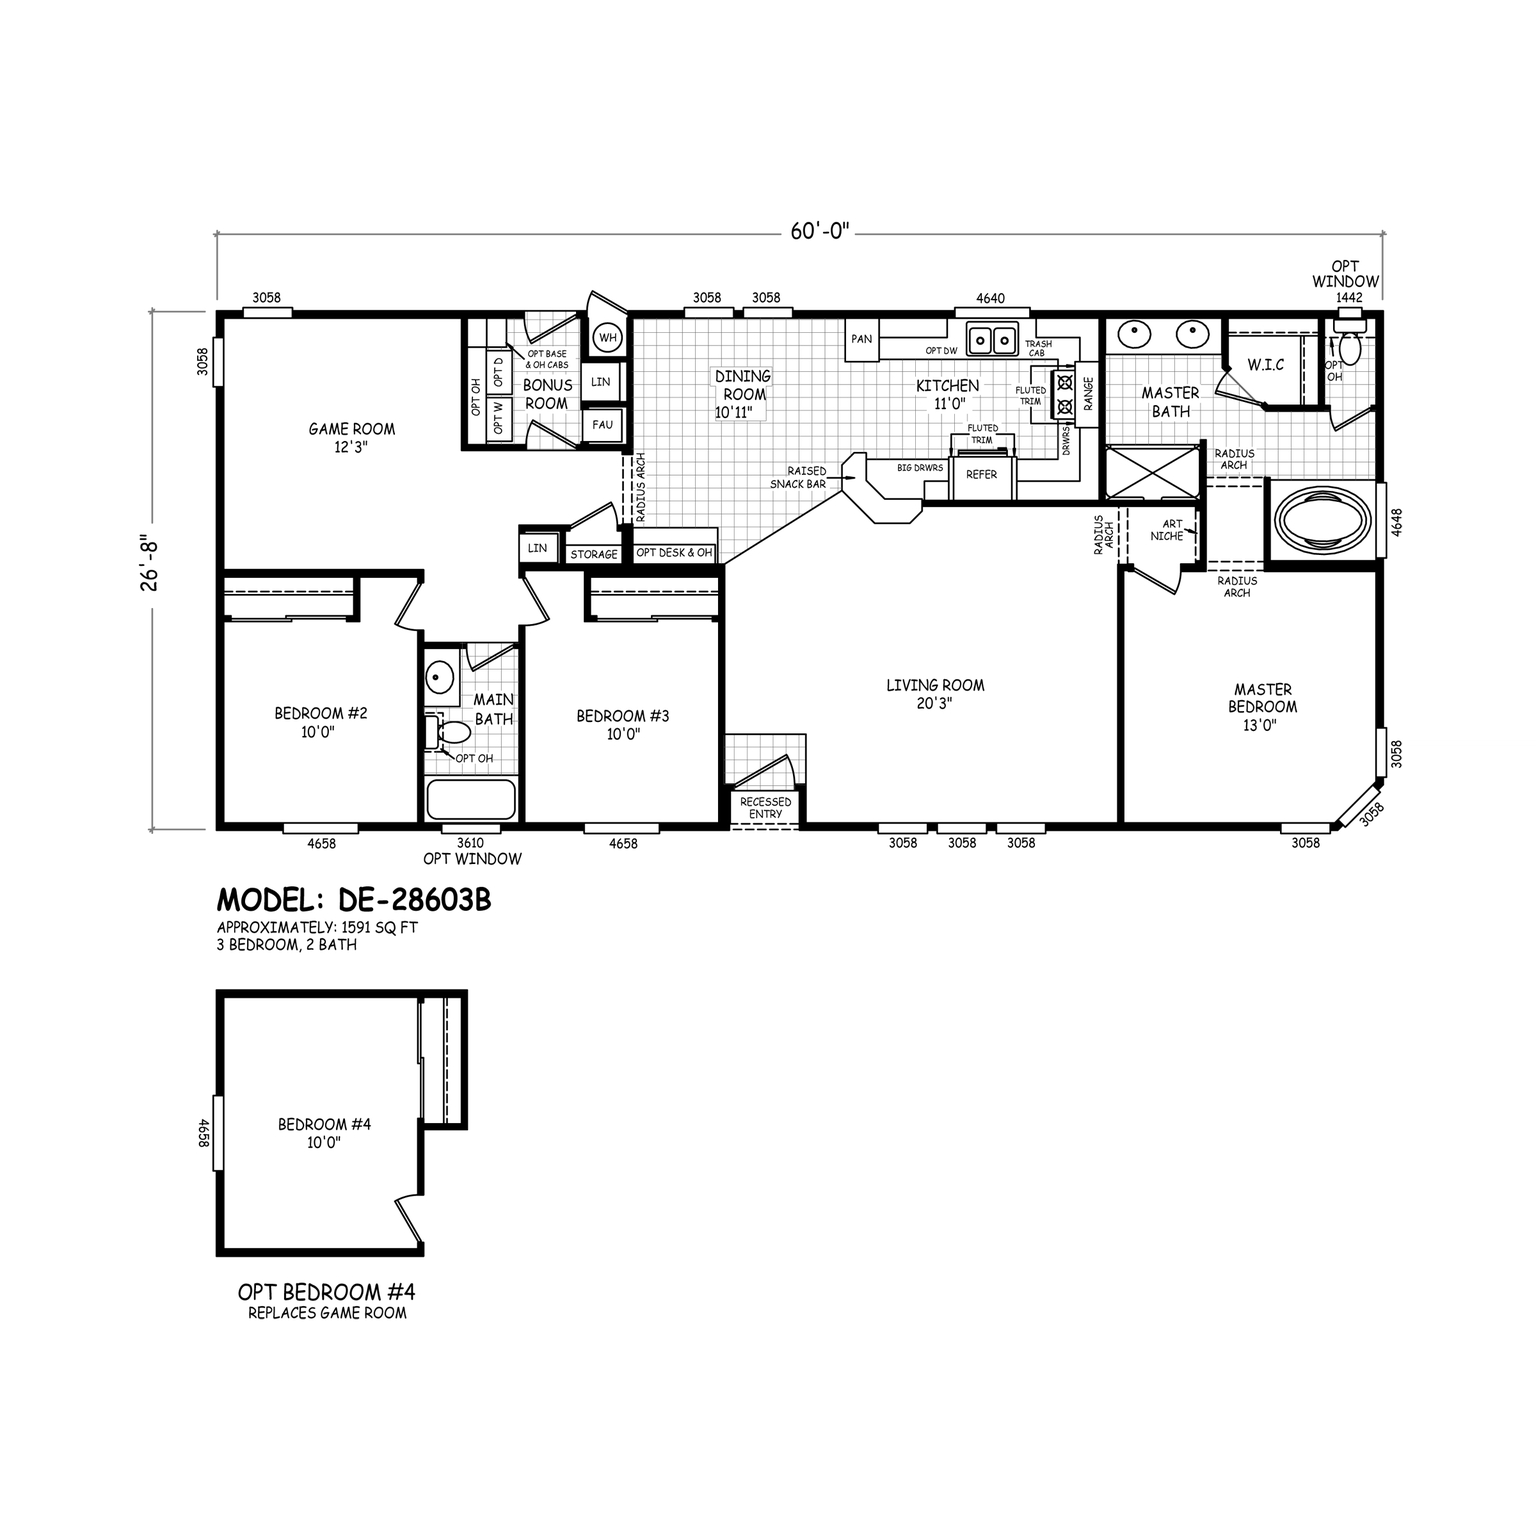 60'-0"
OPT
WINDOW
1442
3058
3058
3058
4640
3058
WH
OPT BASE
& OH CABS
OPT D
OPT OH
OPT W
BONUS
ROOM
LIN
FAU
DINING
ROOM
10'11"
PAN
OPT DW
TRASH
CAB
KITCHEN
11'0"
FLUTED
TRIM
RANGE
FLUTED
TRIM
DRWRS
BIG DRWRS
REFER
RAISED
SNACK BAR
MASTER
BATH
W.I.C
OPT
OH
GAME ROOM
12'3"
RADIUS ARCH
RADIUS
ARCH
26'-8"
LIN
STORAGE
OPT DESK & OH
RADIUS
ARCH
ART
NICHE
4648
RADIUS
ARCH
BEDROOM #2
10'0"
MAIN
BATH
OPT OH
BEDROOM #3
10'0"
LIVING ROOM
20'3"
MASTER
BEDROOM
13'0"
3058
RECESSED
ENTRY
3058
4658
3610
OPT WINDOW
4658
3058
3058
3058
3058
MODEL: DE-28603B
APPROXIMATELY: 1591 SQ FT
3 BEDROOM, 2 BATH
4658
BEDROOM #4
10'0"
OPT BEDROOM #4
REPLACES GAME ROOM